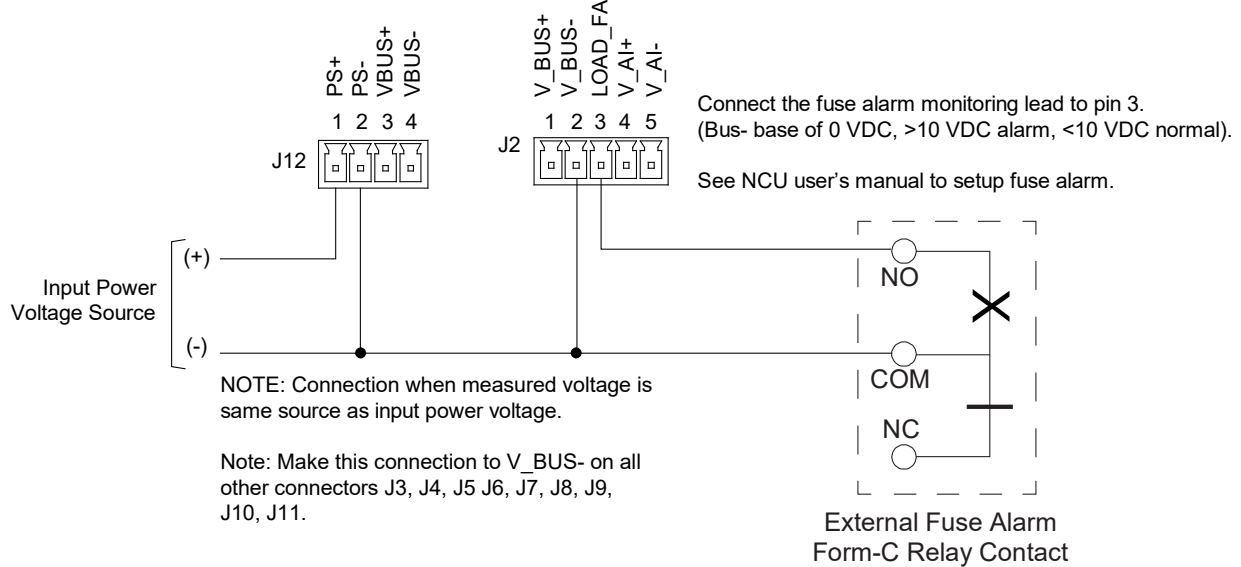 PS+
PS-
VBUS+
VBUS-
1 2 3 4
J12
V_BUS+
V_BUS-
V_AI+
V_AI-
1 2 3 4 5
J2
Connect the fuse alarm monitoring lead to pin 3.
(Bus- base of 0 VDC, >10 VDC alarm, <10 VDC normal).
See NCU user's manual to setup fuse alarm.
Input Power
Voltage Source
(+)
(-)
NO
COM
NC
NOTE: Connection when measured voltage is
same source as input power voltage.
Note: Make this connection to V_BUS- on all
other connectors J3, J4, J5 J6, J7, J8, J9,
J10, J11.
External Fuse Alarm
Form-C Relay Contact